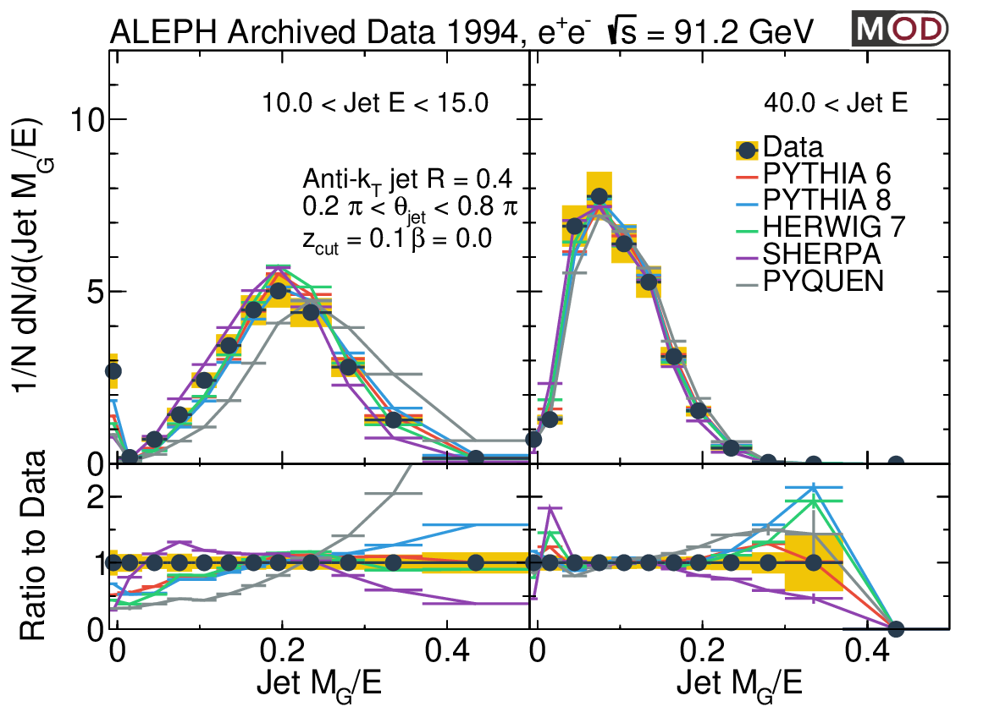 ALEPH Archived Data 1994, e⁺e⁻ √s = 91.2 GeV
MOD
10.0 < Jet E < 15.0
40.0 < Jet E
Anti-k_T jet R = 0.4
0.2 π < θ_jet < 0.8 π
z_cut = 0.1 β = 0.0
Data
PYTHIA 6
PYTHIA 8
HERWIG 7
SHERPA
PYQUEN
1/N dN/d(Jet M_G/E)
10
5
0
Ratio to Data
2
1
0
0 0.2 0.4
0 0.2 0.4
Jet M_G/E
Jet M_G/E